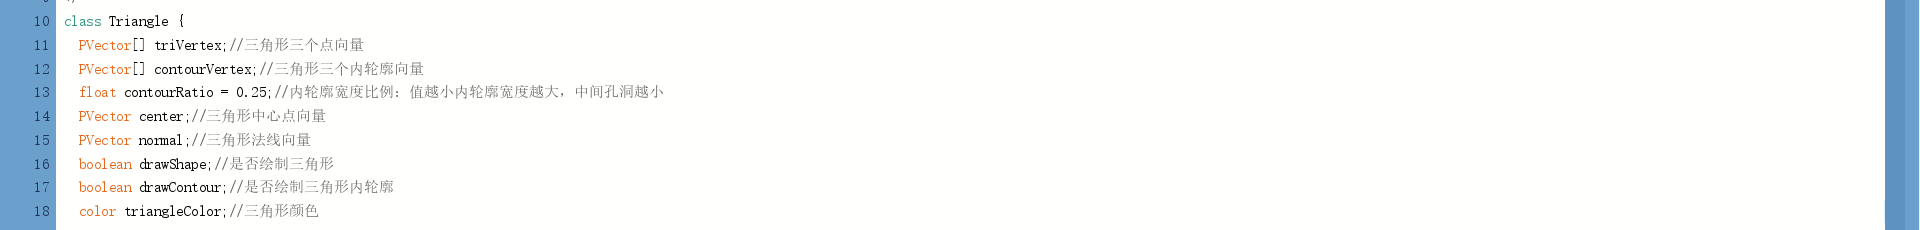 10 class Triangle {
11 PVector[] triVertex;//三角形三个点向量
12 PVector[] contourVertex;//三角形三个内轮廓向量
13 float contourRatio = 0.25;//内轮廓宽度比例：值越小内轮廓宽度越大，中间孔洞越小
14 PVector center;//三角形中心点向量
15 PVector normal;//三角形法线向量
16 boolean drawShape;//是否绘制三角形
17 boolean drawContour;//是否绘制三角形内轮廓
18 color triangleColor;//三角形颜色